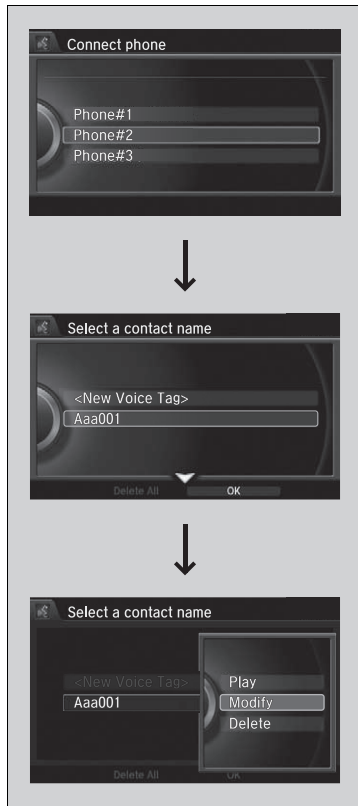 Connect phone
Phone#1
Phone#2
Phone#3
Select a contact name
<New Voice Tag>
Aaa001
Delete All OK
Select a contact name
<New Voice Tag> Play
Aaa001 Modify
Delete
Delete All OK